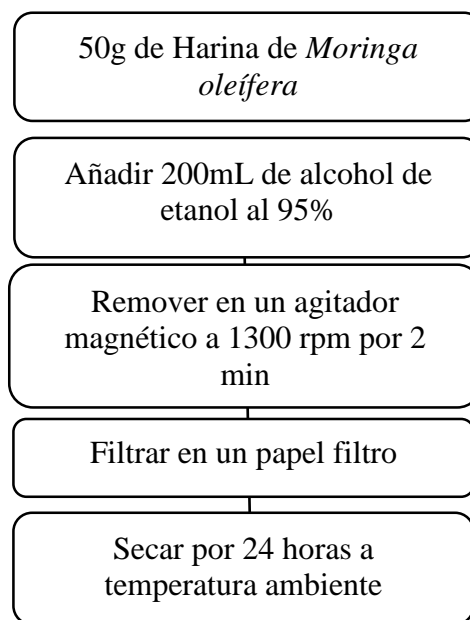 50g de Harina de Moringa
oleífera
Añadir 200mL de alcohol de
etanol al 95%
Remover en un agitador
magnético a 1300 rpm por 2
min
Filtrar en un papel filtro
Secar por 24 horas a
temperatura ambiente